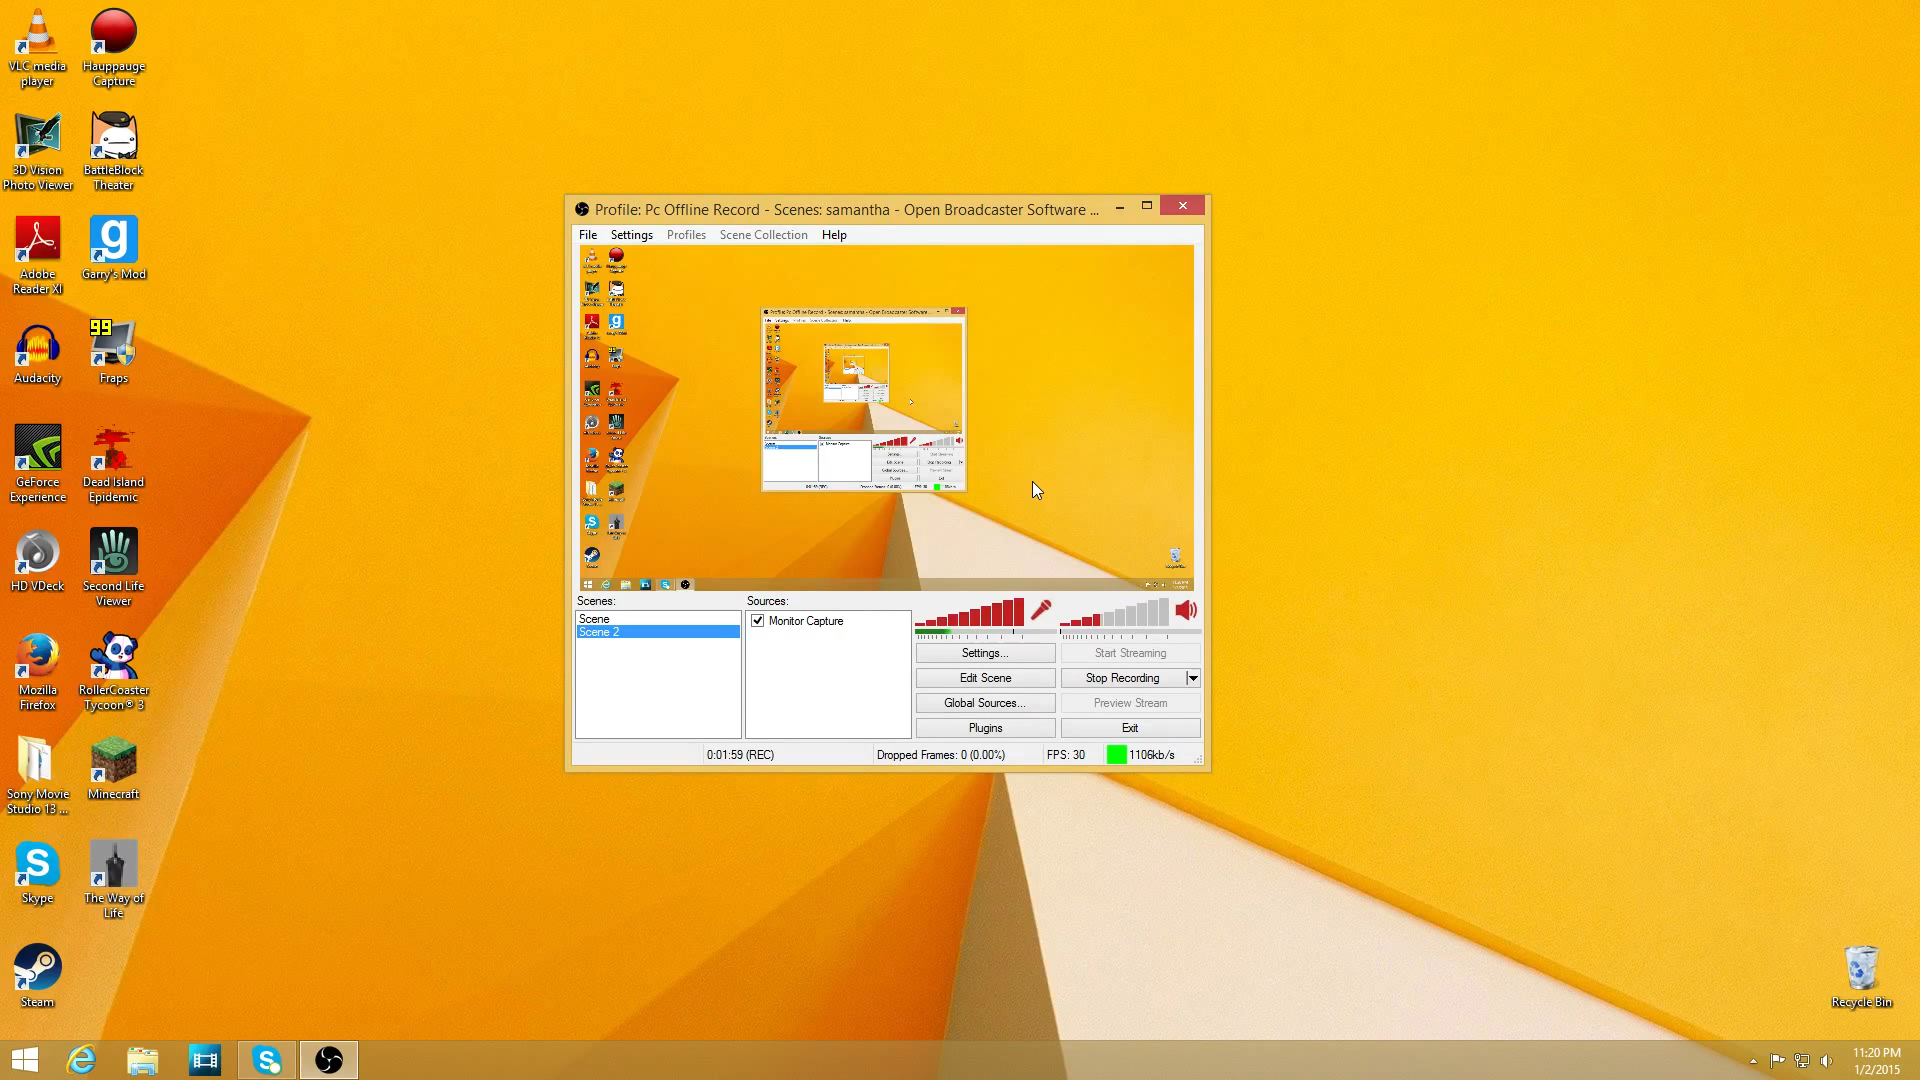 VLC media
player
Hauppauge
Capture
3D Vision
Photo Viewer
BattleBlock
Theater
Adobe
Reader XI
g
Garry's Mod
Audacity
99
Fraps
GeForce
Experience
Dead Island
Epidemic
HD VDeck
Second Life
Viewer
Mozilla
Firefox
RollerCoaster
Tycoon® 3
Sony Movie
Studio 13 ...
Minecraft
Skype
The Way of
Life
Steam
Profile: Pc Offline Record - Scenes: samantha - Open Broadcaster Software ...
File Settings Profiles Scene Collection Help
Scenes:
Scene
Scene 2
Sources:
Monitor Capture
Settings...
Start Streaming
Edit Scene
Stop Recording
Global Sources...
Preview Stream
Plugins
Exit
0:01:59 (REC)
Dropped Frames: 0 (0.00%)
FPS: 30
1106kb/s
Recycle Bin
11:20 PM
1/2/2015